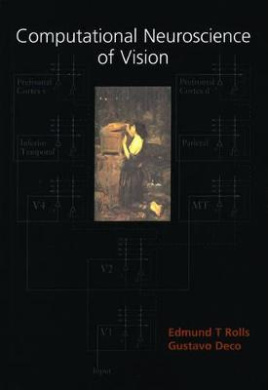 Computational Neuroscience
of Vision
Prefrontal
Cortex v
Prefrontal
Cortex d
Inferior
Temporal
Parietal
V4
MT
V2
V1
Edmund T Rolls
Gustavo Deco
Input